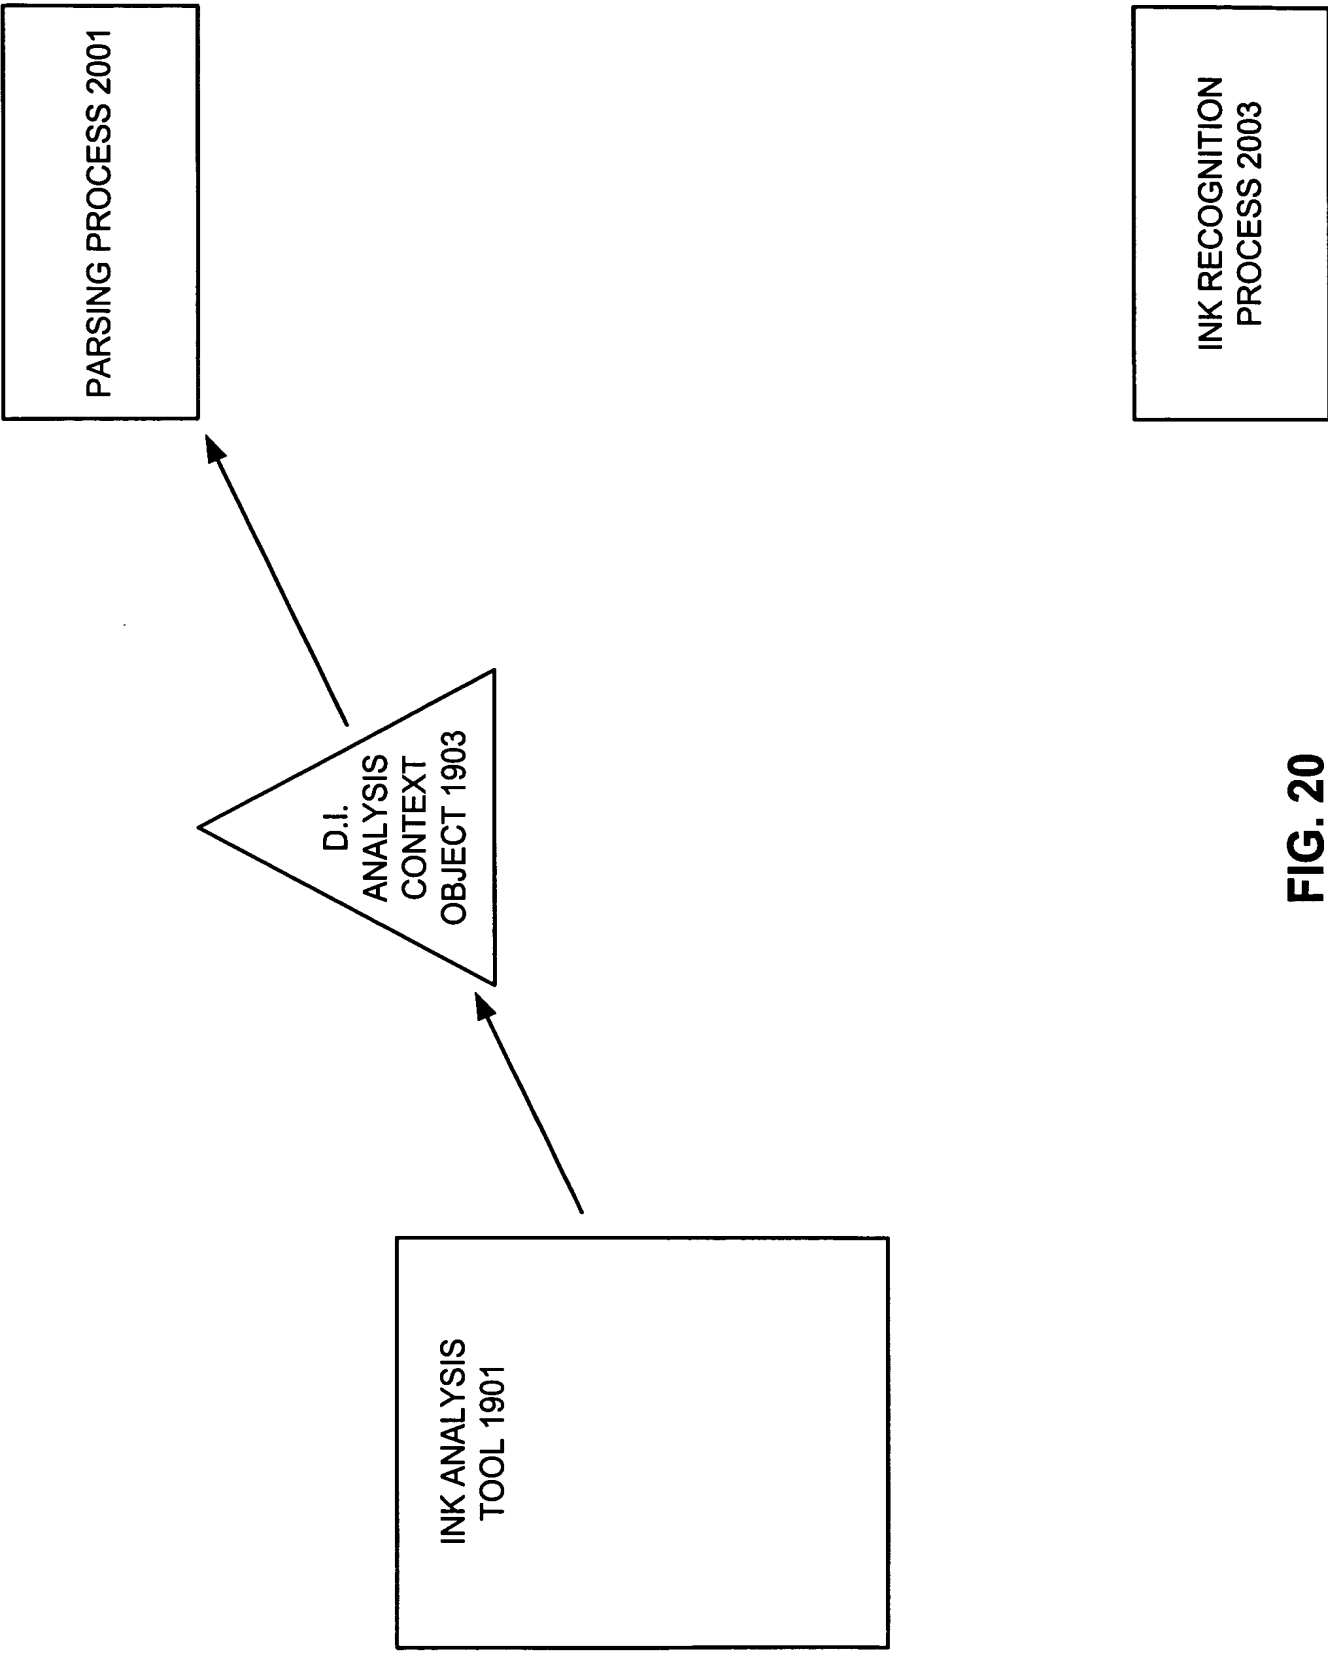 INK ANALYSIS
TOOL 1901
D.I.
ANALYSIS
CONTEXT
OBJECT 1903
PARSING PROCESS 2001
INK RECOGNITION
PROCESS 2003
FIG. 20